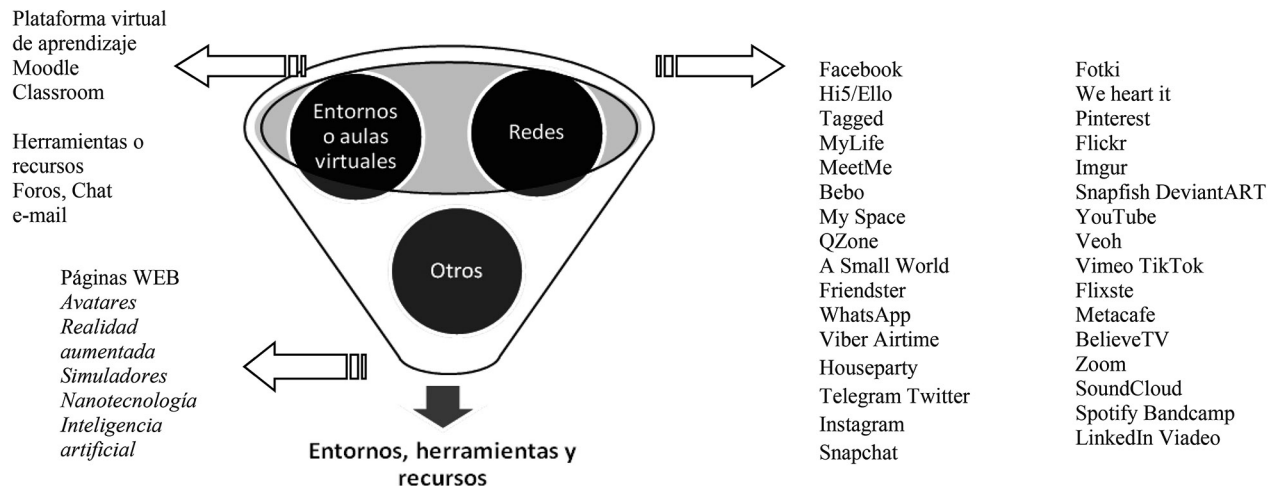 Plataforma virtual
de aprendizaje
Moodle
Classroom
Herramientas o
recursos
Foros, Chat
e-mail
Entornos
o aulas
virtuales
Redes
Otros
Páginas WEB
Avatares
Realidad
aumentada
Simuladores
Nanotecnología
Inteligencia
artificial
Entornos, herramientas y
recursos
Facebook
Hi5/Ello
Tagged
MyLife
MeetMe
Bebo
My Space
QZone
A Small World
Friendster
WhatsApp
Viber Airtime
Houseparty
Telegram Twitter
Instagram
Snapchat
Fotki
We heart it
Pinterest
Flickr
Imgur
Snapfish DeviantART
YouTube
Veoh
Vimeo TikTok
Flixste
Metacafe
BelieveTV
Zoom
SoundCloud
Spotify Bandcamp
LinkedIn Viadeo